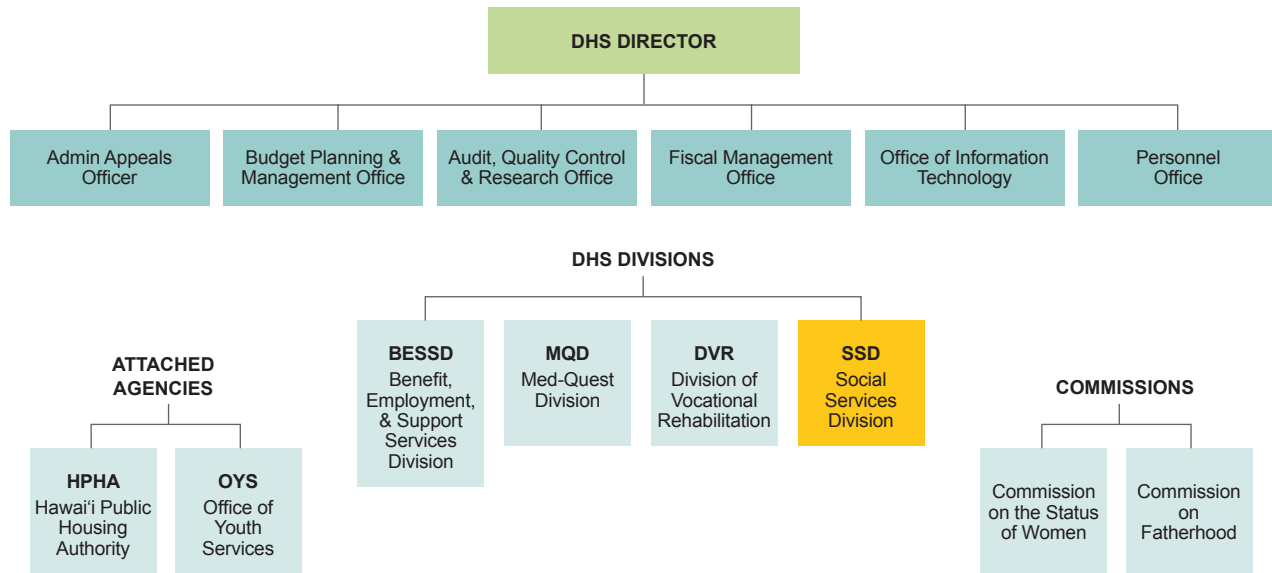 DHS DIRECTOR
Admin Appeals
Officer
Budget Planning &
Management Office
Audit, Quality Control
& Research Office
Fiscal Management
Office
Office of Information
Technology
Personnel
Office
DHS DIVISIONS
BESSD
Benefit,
Employment,
& Support
Services
Division
MQD
Med-Quest
Division
DVR
Division of
Vocational
Rehabilitation
SSD
Social
Services
Division
ATTACHED
AGENCIES
HPHA
Hawai‘i Public
Housing
Authority
OYS
Office of
Youth
Services
COMMISSIONS
Commission
on the Status
of Women
Commission
on
Fatherhood